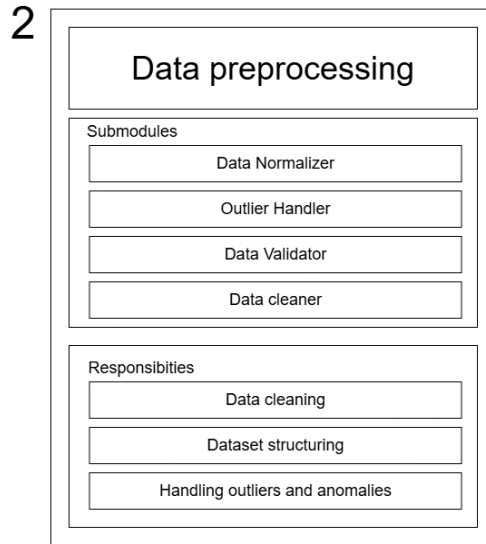 2
Data preprocessing
Submodules
Data Normalizer
Outlier Handler
Data Validator
Data cleaner
Responsibities
Data cleaning
Dataset structuring
Handling outliers and anomalies